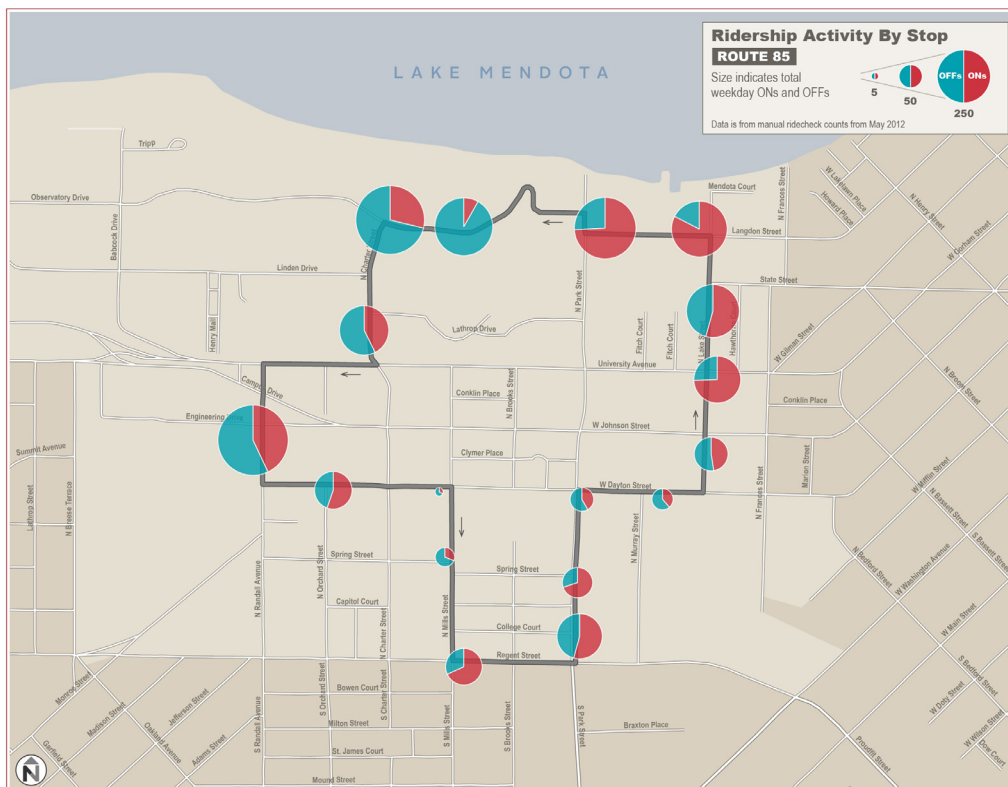 Ridership Activity By Stop
ROUTE 85
Size indicates total
weekday ONs and OFFs
OFFs
ONs
5
50
250
Data is from manual ridecheck counts from May 2012
LAKE MENDOTA
Tripp
Observatory Drive
Babcock Drive
Linden Drive
Henry Mall
N Charter Street
Lathrop Drive
N Park Street
Mendota Court
Langdon Street
N Frances Street
W Lakelawn Place
Howard Place
N Henry Street
W Gorham Street
State Street
Fitch Court
Fitch Court
N Lake Street
W Gilman Street
University Avenue
Campus Drive
Conklin Place
N Brooks Street
Conklin Place
N Broom Street
Engineering Drive
W Johnson Street
Summit Avenue
Clymer Place
Marion Street
W Mifflin Street
Lathrop Street
N Breese Terrace
W Dayton Street
N Frances Street
N Bassett Street
S Bassett Street
N Murray Street
N Randall Avenue
N Orchard Street
Spring Street
Spring Street
N Bedford Street
W Washington Avenue
Capitol Court
N Charter Street
N Mills Street
College Court
Regent Street
W Main Street
S Bedford Street
W Doty Street
W Wilson Street
Dow Court
Monroe Street
Madison Street
Jefferson Street
Oakland Avenue
Adams Street
Garfield Street
S Randall Avenue
S Orchard Street
Bowen Court
S Charter Street
Milton Street
St. James Court
Mound Street
S Mills Street
S Brooks Street
S Park Street
Braxton Place
Proudfit Street
N